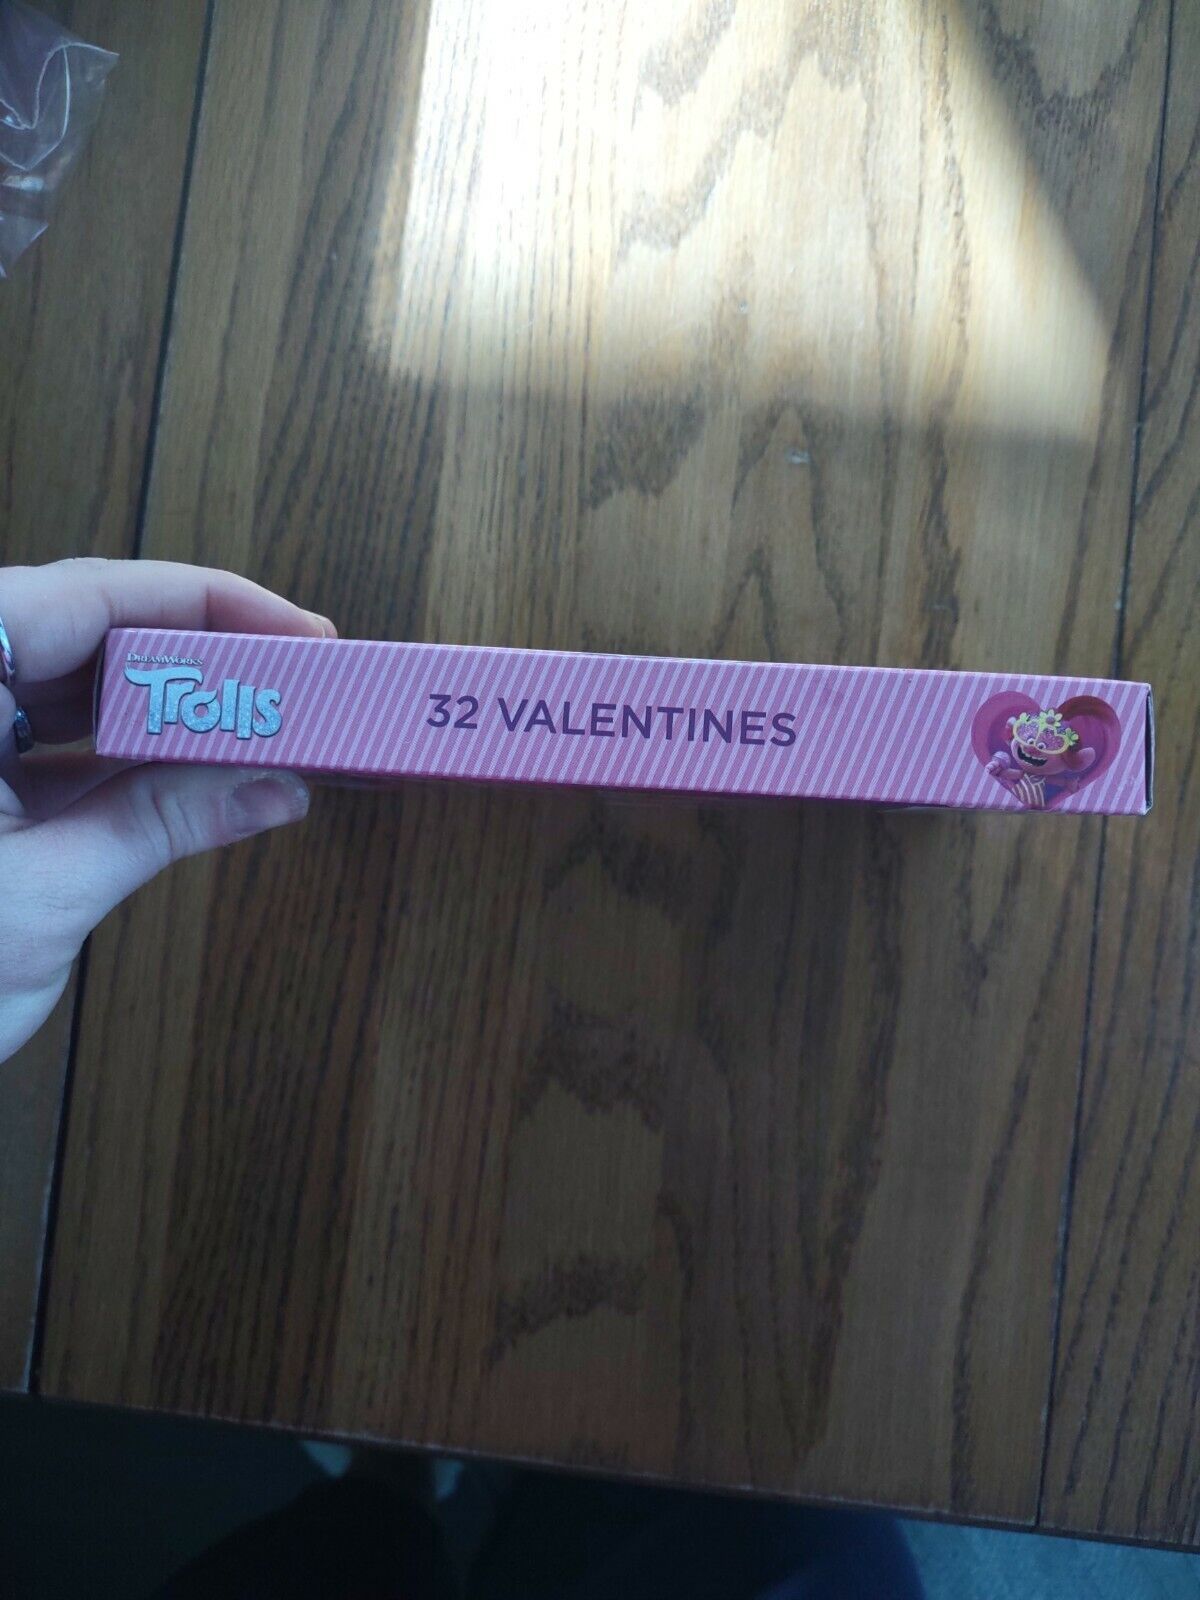 DREAMWORKS
Trolls
32 VALENTINES